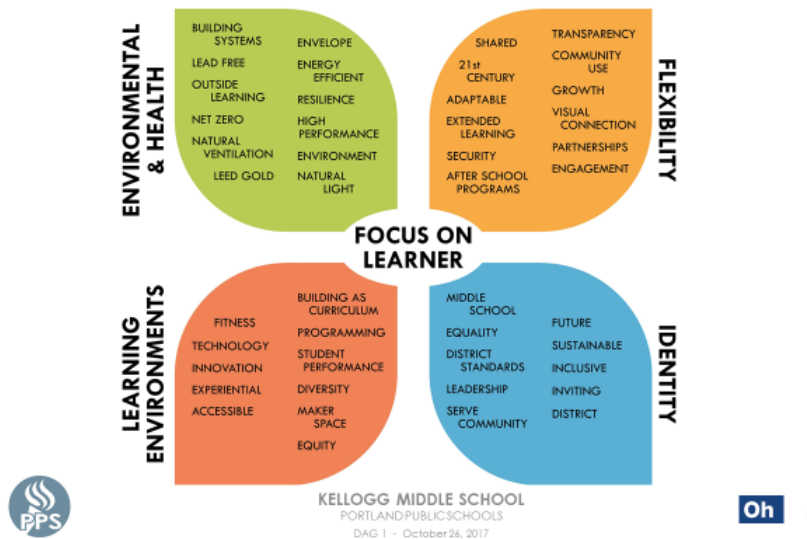 ENVIRONMENTAL
& HEALTH
BUILDING
SYSTEMS
LEAD FREE
OUTSIDE
LEARNING
NET ZERO
NATURAL
VENTILATION
LEED GOLD
ENVELOPE
ENERGY
EFFICIENT
RESILIENCE
HIGH
PERFORMANCE
ENVIRONMENT
NATURAL
LIGHT
SHARED
21st
CENTURY
ADAPTABLE
EXTENDED
LEARNING
SECURITY
AFTER SCHOOL
PROGRAMS
TRANSPARENCY
COMMUNITY
USE
GROWTH
VISUAL
CONNECTION
PARTNERSHIPS
ENGAGEMENT
FLEXIBILITY
FOCUS ON
LEARNER
LEARNING
ENVIRONMENTS
FITNESS
TECHNOLOGY
INNOVATION
EXPERIENTIAL
ACCESSIBLE
BUILDING AS
CURRICULUM
PROGRAMMING
STUDENT
PERFORMANCE
DIVERSITY
MAKER
SPACE
EQUITY
MIDDLE
SCHOOL
EQUALITY
DISTRICT
STANDARDS
LEADERSHIP
SERVE
COMMUNITY
FUTURE
SUSTAINABLE
INCLUSIVE
INVITING
DISTRICT
IDENTITY
PPS
KELLOGG MIDDLE SCHOOL
PORTLAND PUBLIC SCHOOLS
DAG 1 - October 26, 2017
Oh